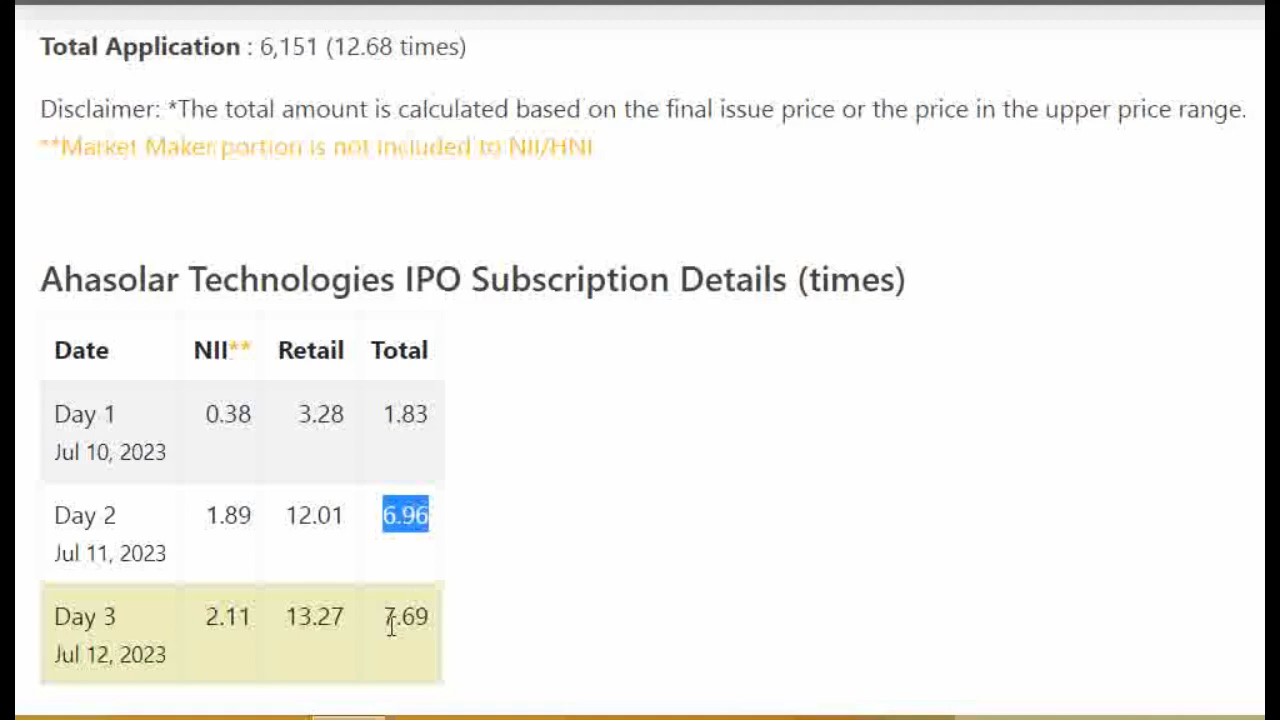 Total Application : 6,151 (12.68 times)
Disclaimer: *The total amount is calculated based on the final issue price or the price in the upper price range.
**Market Maker portion is not included to NII/HNI
Ahasolar Technologies IPO Subscription Details (times)
Date NII** Retail Total
Day 1 0.38 3.28 1.83
Jul 10, 2023
Day 2 1.89 12.01 6.96
Jul 11, 2023
Day 3 2.11 13.27 7.69
Jul 12, 2023